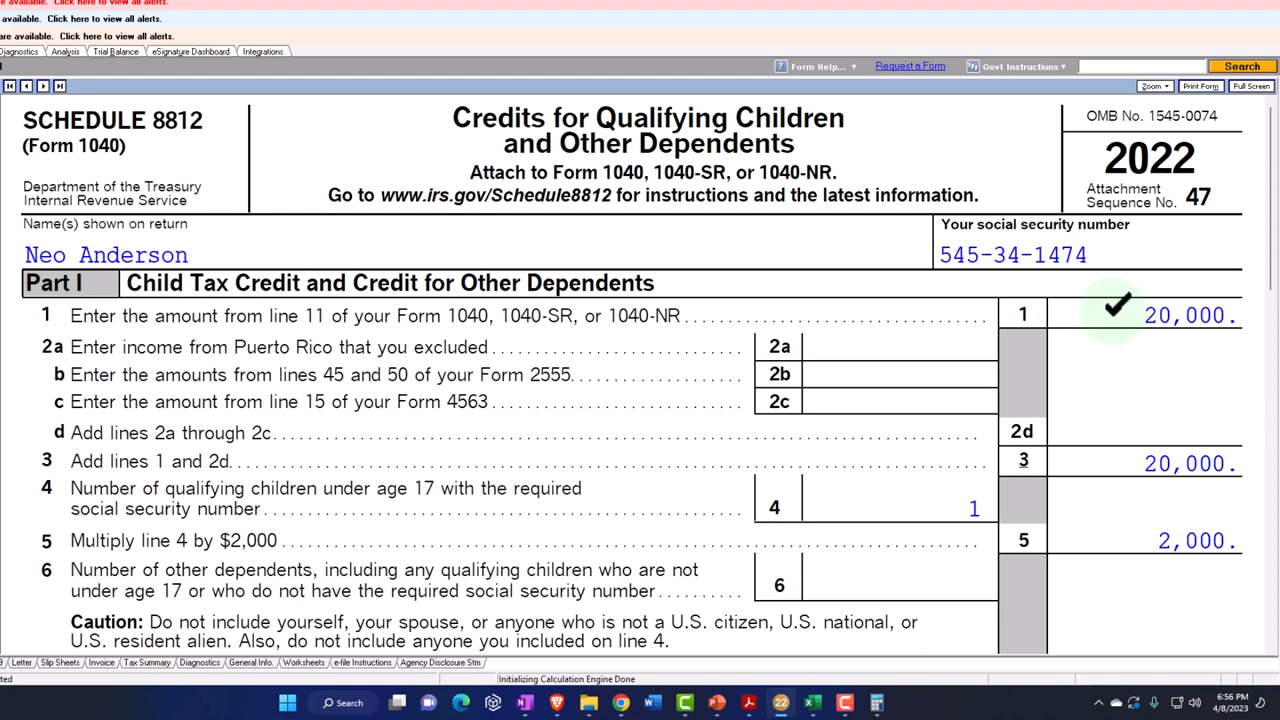 re available. Click here to view all alerts.
available. Click here to view all alerts.
are available. Click here to view all alerts.
Diagnostics Analysis Trial Balance eSignature Dashboard Integrations
Form Help... Request a Form Govt Instructions Search
Zoom Print Form Full Screen
SCHEDULE 8812
(Form 1040)
Department of the Treasury
Internal Revenue Service
Credits for Qualifying Children
and Other Dependents
Attach to Form 1040, 1040-SR, or 1040-NR.
Go to www.irs.gov/Schedule8812 for instructions and the latest information.
OMB No. 1545-0074
2022
Attachment
Sequence No. 47
Name(s) shown on return
Your social security number
Neo Anderson
545-34-1474
Part I Child Tax Credit and Credit for Other Dependents
1 Enter the amount from line 11 of your Form 1040, 1040-SR, or 1040-NR 1 20,000.
2a Enter income from Puerto Rico that you excluded 2a
b Enter the amounts from lines 45 and 50 of your Form 2555 2b
c Enter the amount from line 15 of your Form 4563 2c
d Add lines 2a through 2c 2d
3 Add lines 1 and 2d 3 20,000.
4 Number of qualifying children under age 17 with the required
social security number 4 1
5 Multiply line 4 by $2,000 5 2,000.
6 Number of other dependents, including any qualifying children who are not
under age 17 or who do not have the required social security number 6
Caution: Do not include yourself, your spouse, or anyone who is not a U.S. citizen, U.S. national, or
U.S. resident alien. Also, do not include anyone you included on line 4.
Letter Slip Sheets Invoice Tax Summary Diagnostics General Info. Worksheets e-file Instructions Agency Disclosure Stm
Initializing Calculation Engine Done
Search
22
6:56 PM
4/8/2023